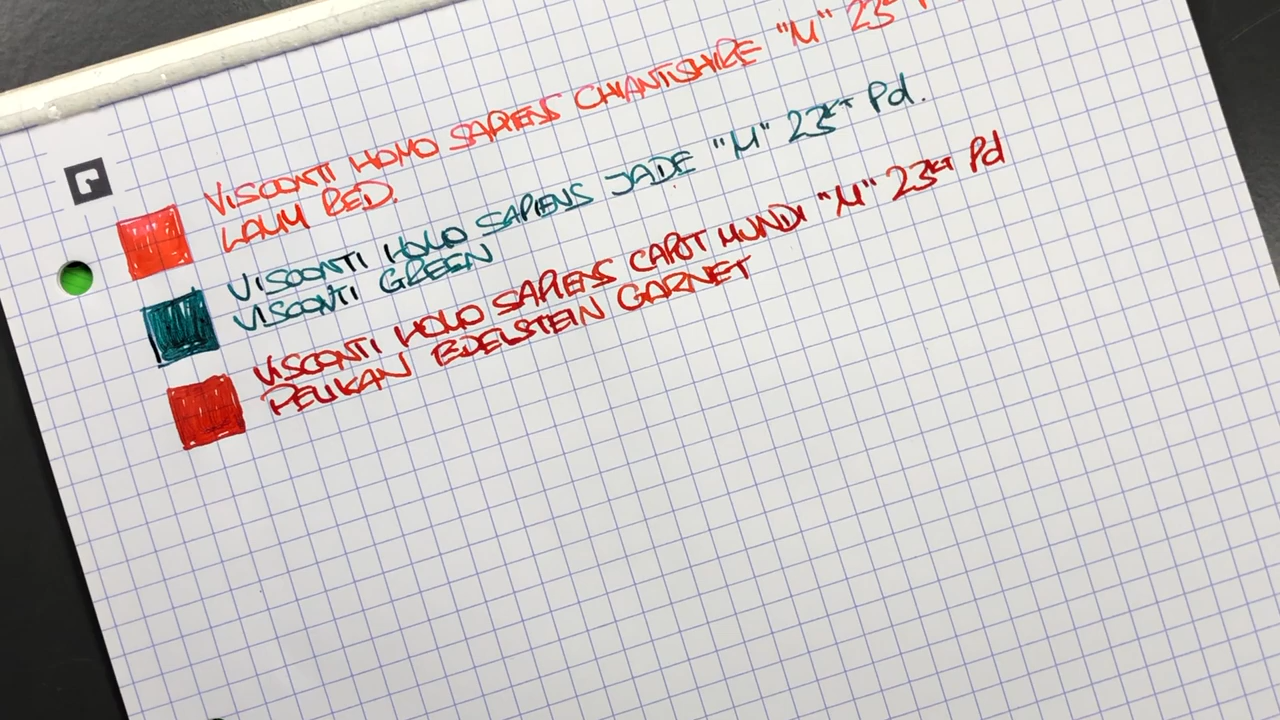 VISCONTI HOMO SAPIENS CHIANTISHIRE "M" 23
LAMY RED.
VISCONTI HOMO SAPIENS JADE "M" 23KT Pd.
VISCONTI GREEN
VISCONTI HOMO SAPIENS CAPUT MUNDI "M" 23KT Pd
PELIKAN EDELSTEIN GARNET